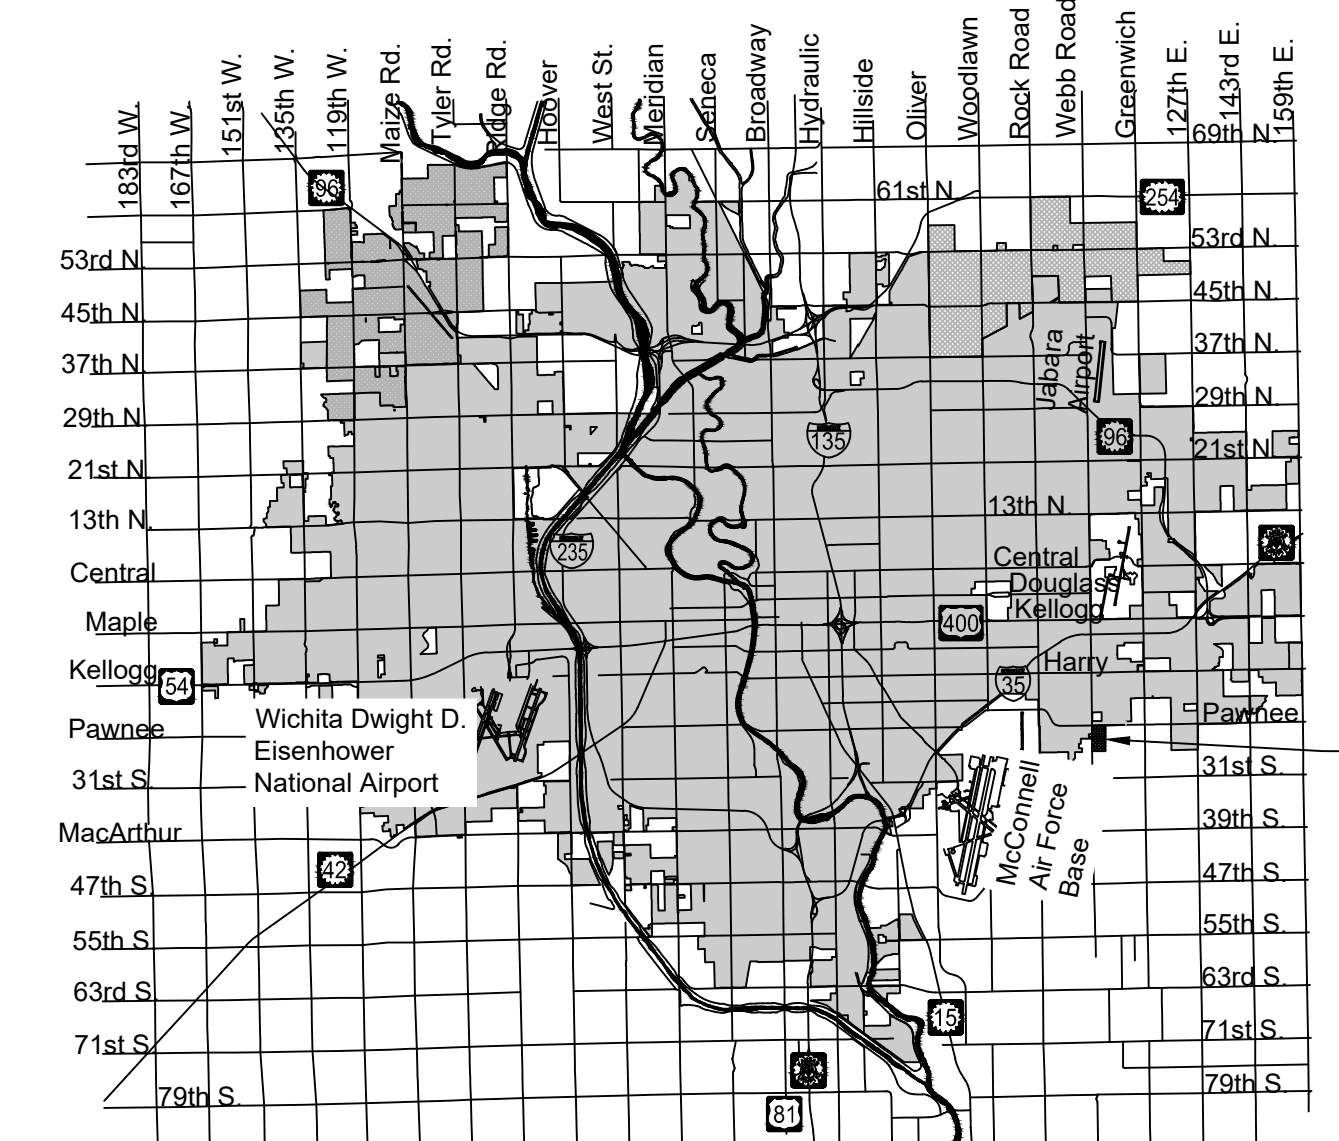 183rd W.
167th W.
151st W.
135th W.
119th W.
Maize Rd.
Tyler Rd.
Ridge Rd.
Hoover
West St.
Meridian
Seneca
Broadway
Hydraulic
Hillside
Oliver
Woodlawn
Rock Road
Webb Road
Greenwich
127th E.
143rd E.
159th E.
69th N.
96
61st N.
254
53rd N.
53rd N.
45th N.
45th N.
37th N.
37th N.
Jabara
Airport
29th N.
29th N.
135
96
21st N.
21st N.
13th N.
13th N.
235
Central
Central
Douglass
Kellogg
Maple
400
Kellogg
54
Harry
35
Pawnee
Pawnee
Wichita Dwight D.
Eisenhower
National Airport
31st S.
31st S.
McConnell
Air Force
Base
MacArthur
39th S.
42
47th S.
47th S.
55th S.
55th S.
63rd S.
63rd S.
15
71st S.
71st S.
79th S.
79th S.
81